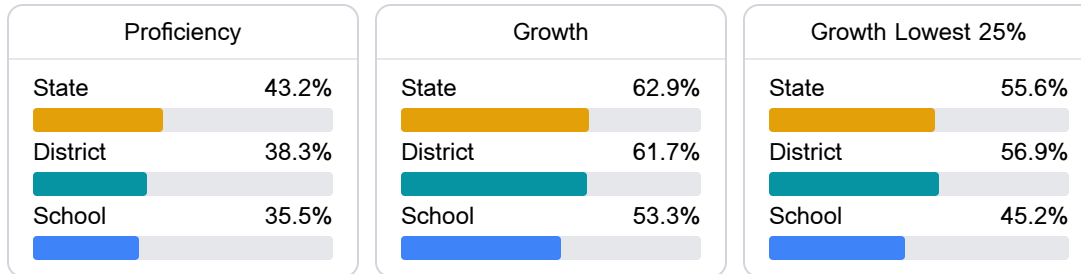 Proficiency
State 43.2%
District 38.3%
School 35.5%
Growth
State 62.9%
District 61.7%
School 53.3%
Growth Lowest 25%
State 55.6%
District 56.9%
School 45.2%